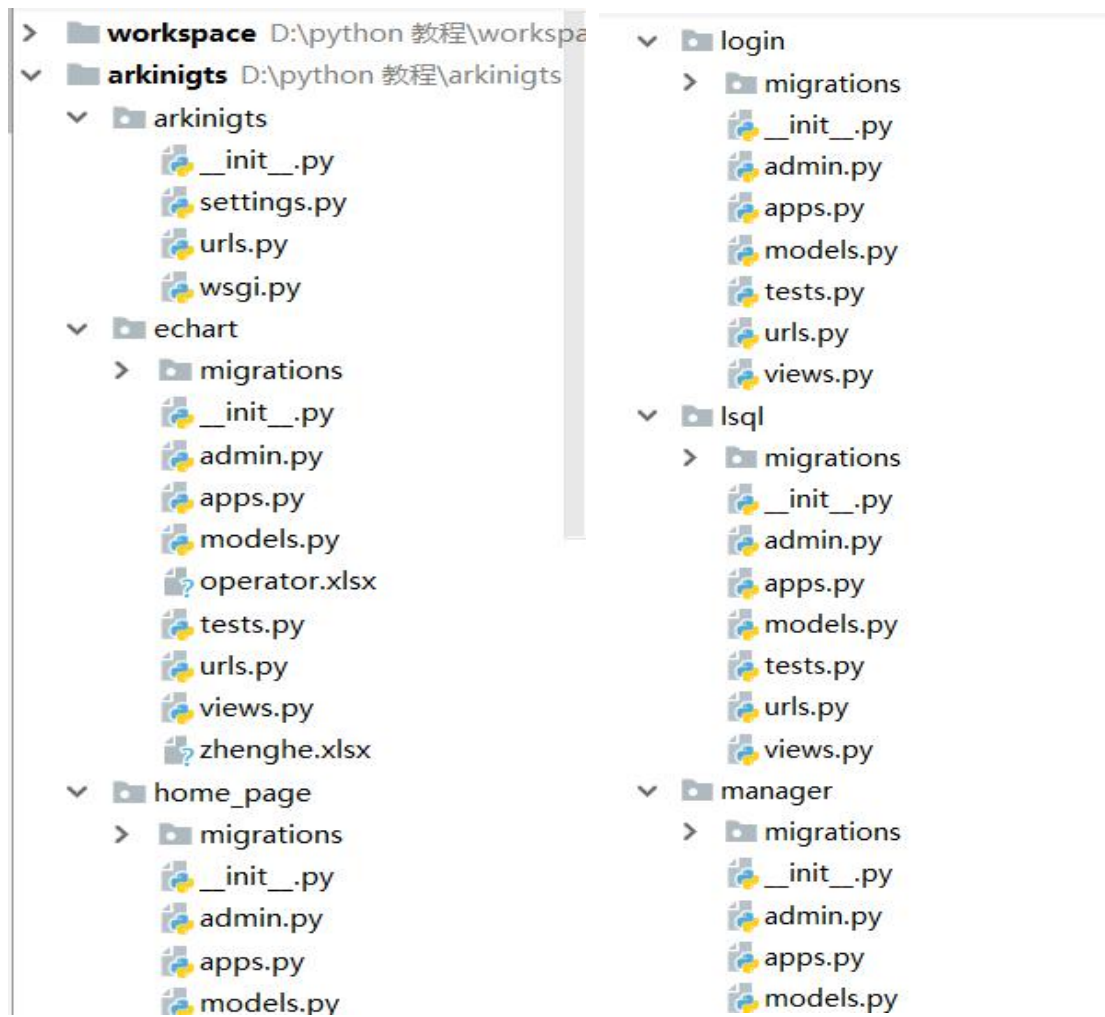 workspace D:\python 教程\workspa
arkinigts D:\python 教程\arkinigts
arkinigts
__init__.py
settings.py
urls.py
wsgi.py
echart
migrations
__init__.py
admin.py
apps.py
models.py
operator.xlsx
tests.py
urls.py
views.py
zhenghe.xlsx
home_page
migrations
__init__.py
admin.py
apps.py
models.py
login
migrations
__init__.py
admin.py
apps.py
models.py
tests.py
urls.py
views.py
lsql
migrations
__init__.py
admin.py
apps.py
models.py
tests.py
urls.py
views.py
manager
migrations
__init__.py
admin.py
apps.py
models.py